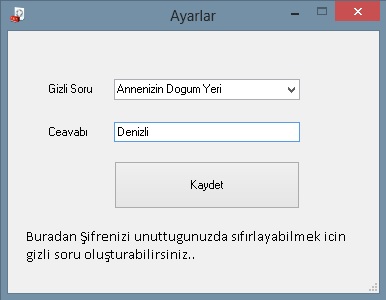 Ayarlar
Gizli Soru
Annenizin Dogum Yeri
Ceavabı
Denizli
Kaydet
Buradan Şifrenizi unuttugunuzda sıfırlayabilmek icin
gizli soru oluşturabilirsiniz..